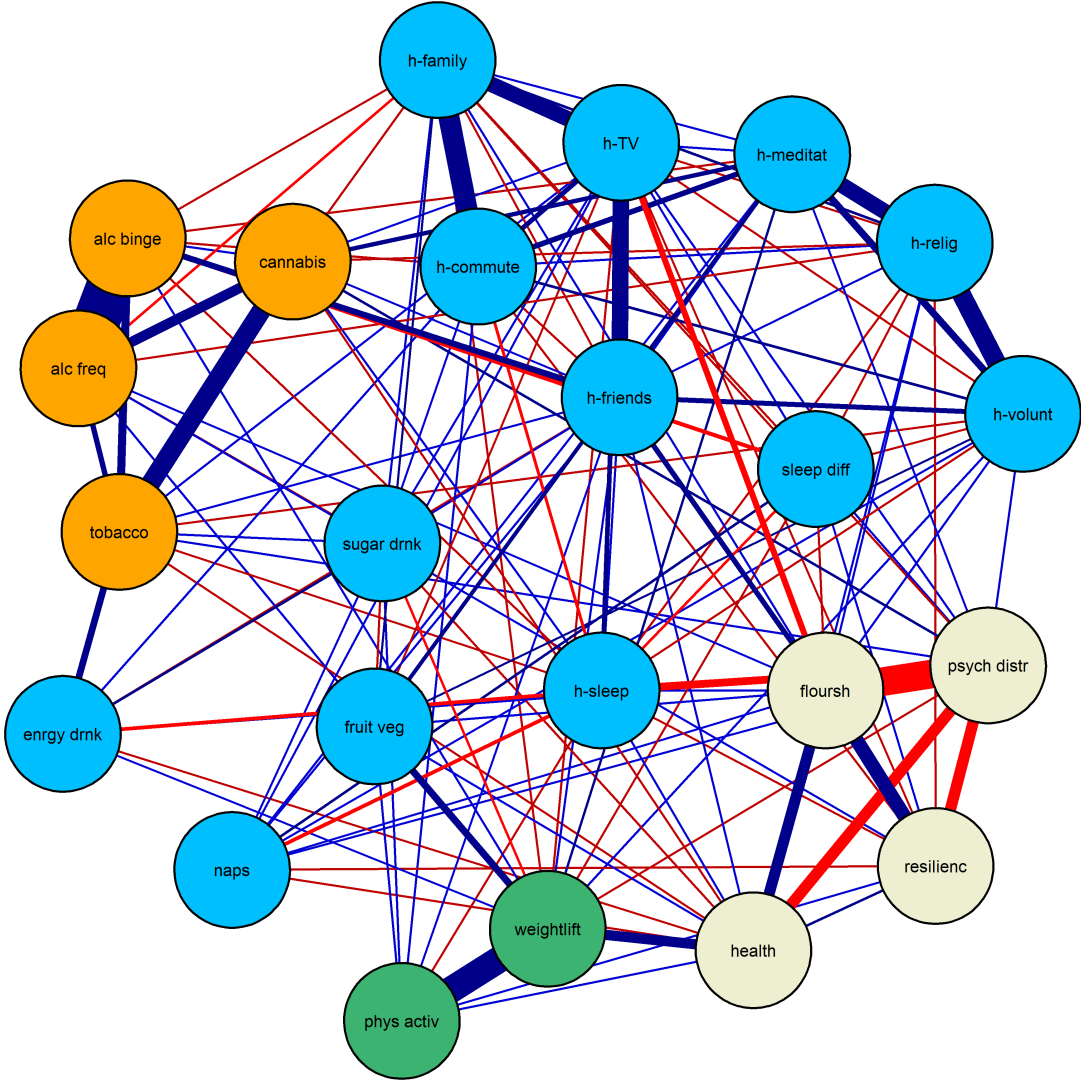 h-family
h-TV
h-meditat
alc binge
cannabis
h-commute
h-relig
alc freq
h-friends
h-volunt
sleep diff
tobacco
sugar drnk
psych distr
enrgy drnk
fruit veg
h-sleep
floursh
naps
resilienc
weightlift
health
phys activ